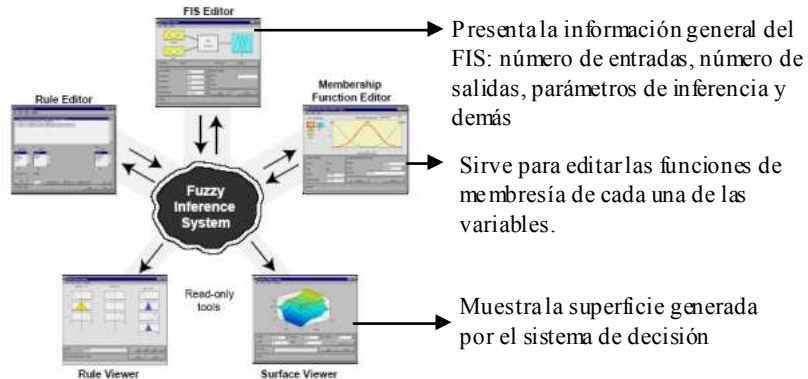 FIS Editor
Presenta la información general del
FIS: número de entradas, número de
salidas, parámetros de inferencia y
demás
Rule Editor
Membership
Function Editor
Sirve para editar las funciones de
membresía de cada una de las
variables.
Fuzzy
Inference
System
Read-only
tools
Muestra la superficie generada
por el sistema de decisión
Rule Viewer
Surface Viewer